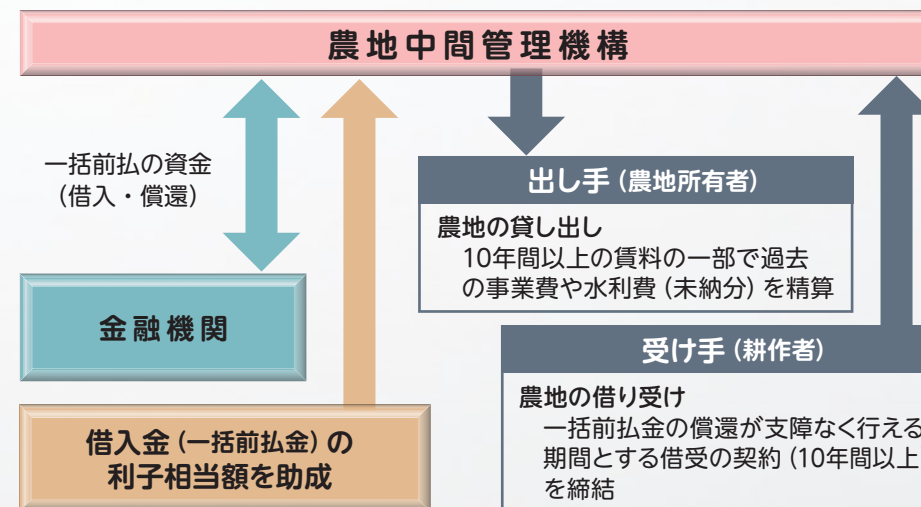 農地中間管理機構
一括前払の資金
（借入・償還）
出し手（農地所有者）
農地の貸し出し
10年間以上の賃料の一部で過去
の事業費や水利費（未納分）を精算
金融機関
受け手（耕作者）
農地の借り受け
一括前払金の償還が支障なく行える
期間とする借受の契約（10年間以上
を締結
借入金（一括前払金）の
利子相当額を助成